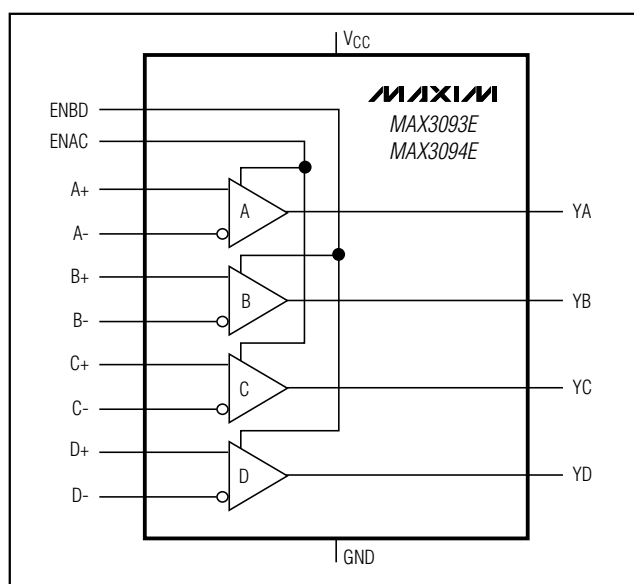 VCC
MAXIM
MAX3093E
MAX3094E
ENBD
ENAC
A+
A
YA
A-
B+
B
YB
B-
C+
C
YC
C-
D+
D
YD
D-
GND